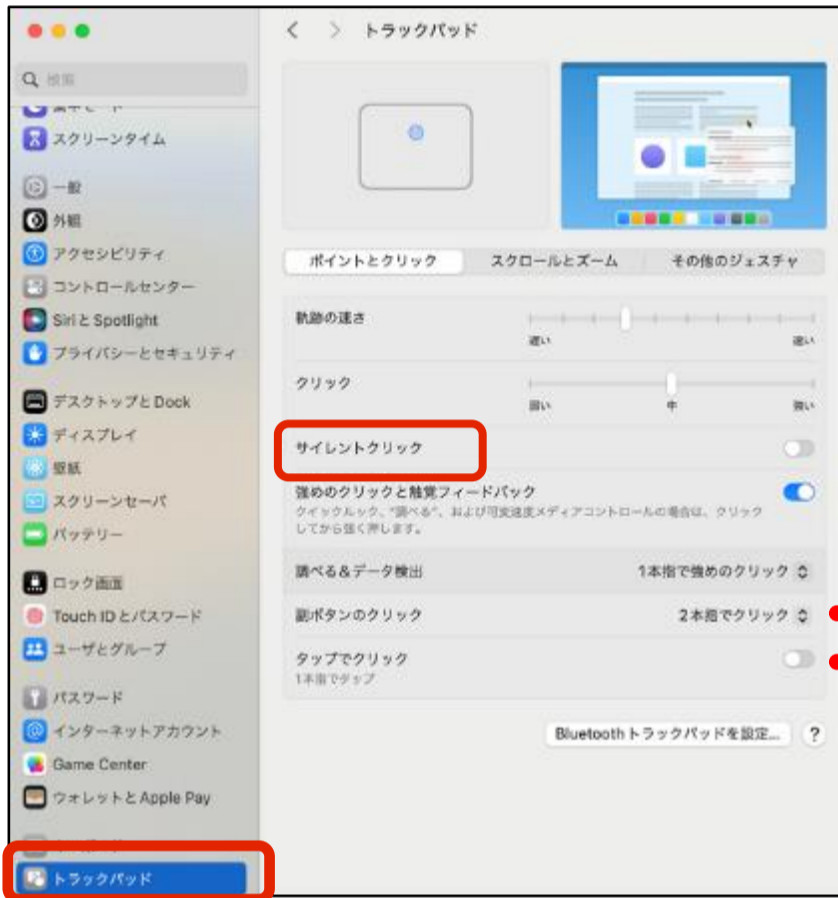 トラックパッド
検索
スクリーンタイム
一般
外観
アクセシビリティ
コントロールセンター
Siri と Spotlight
プライバシーとセキュリティ
デスクトップと Dock
ディスプレイ
壁紙
スクリーンセーバ
バッテリー
ロック画面
Touch ID とパスワード
ユーザとグループ
パスワード
インターネットアカウント
Game Center
ウォレットと Apple Pay
トラックパッド
ポイントとクリック
スクロールとズーム
その他のジェスチャ
軌跡の速さ
遅い
速い
クリック
弱い
中
強い
サイレントクリック
強めのクリックと触覚フィードバック
クイックルック、"調べる"、および可変速度メディアコントロールの場合は、クリック
してから強く押します。
調べる＆データ検出
1本指で強めのクリック
副ボタンのクリック
2本指でクリック
タップでクリック
1本指でタップ
Bluetooth トラックパッドを設定...
?